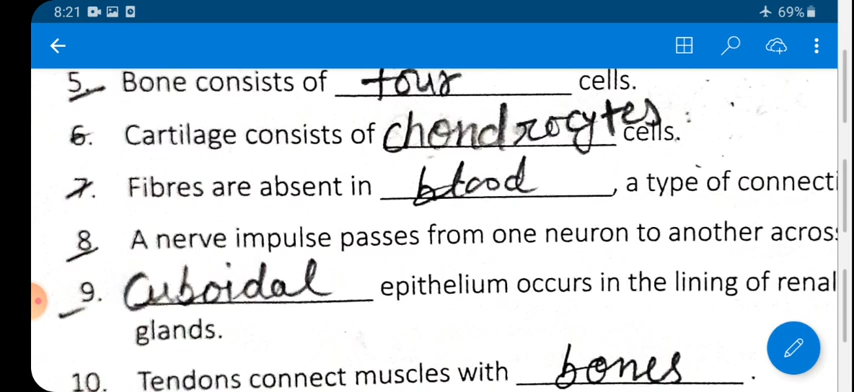 8:21 69%
5. Bone consists of four cells.
6. Cartilage consists of chondrocytes cells.
7. Fibres are absent in blood, a type of connecti
8. A nerve impulse passes from one neuron to another acros
9. Cuboidal epithelium occurs in the lining of renal
glands.
10. Tendons connect muscles with bones.